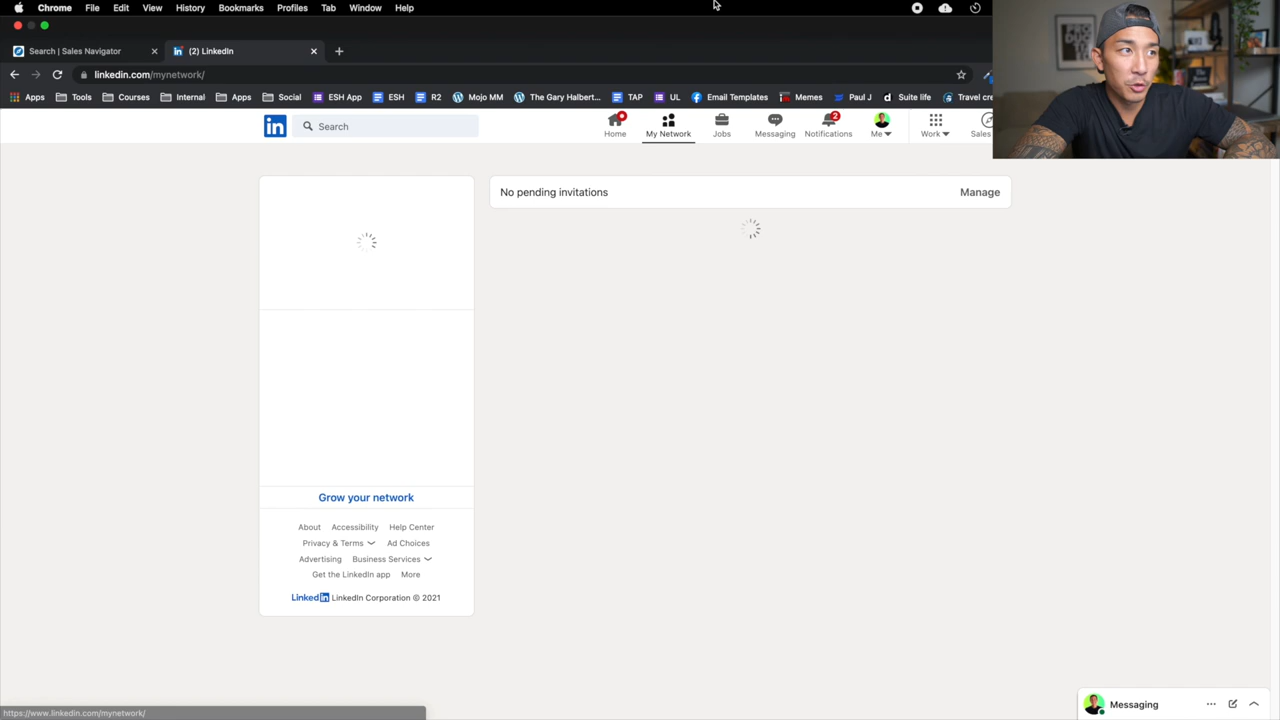 Chrome File Edit View History Bookmarks Profiles Tab Window Help
Search | Sales Navigator
(2) LinkedIn
linkedin.com/mynetwork/
Apps Tools Courses Internal Apps Social ESH App ESH RG Mojo MM The Gary Halbert... TAP UL Email Templates Memes Paul J Suite life Travel cre
in Search
Home My Network Jobs Messaging 2 Notifications Me Work Sales
No pending invitations Manage
Grow your network
About Accessibility Help Center
Privacy & Terms Ad Choices
Advertising Business Services
Get the LinkedIn app More
LinkedIn LinkedIn Corporation © 2021
Messaging
https://www.linkedin.com/mynetwork/